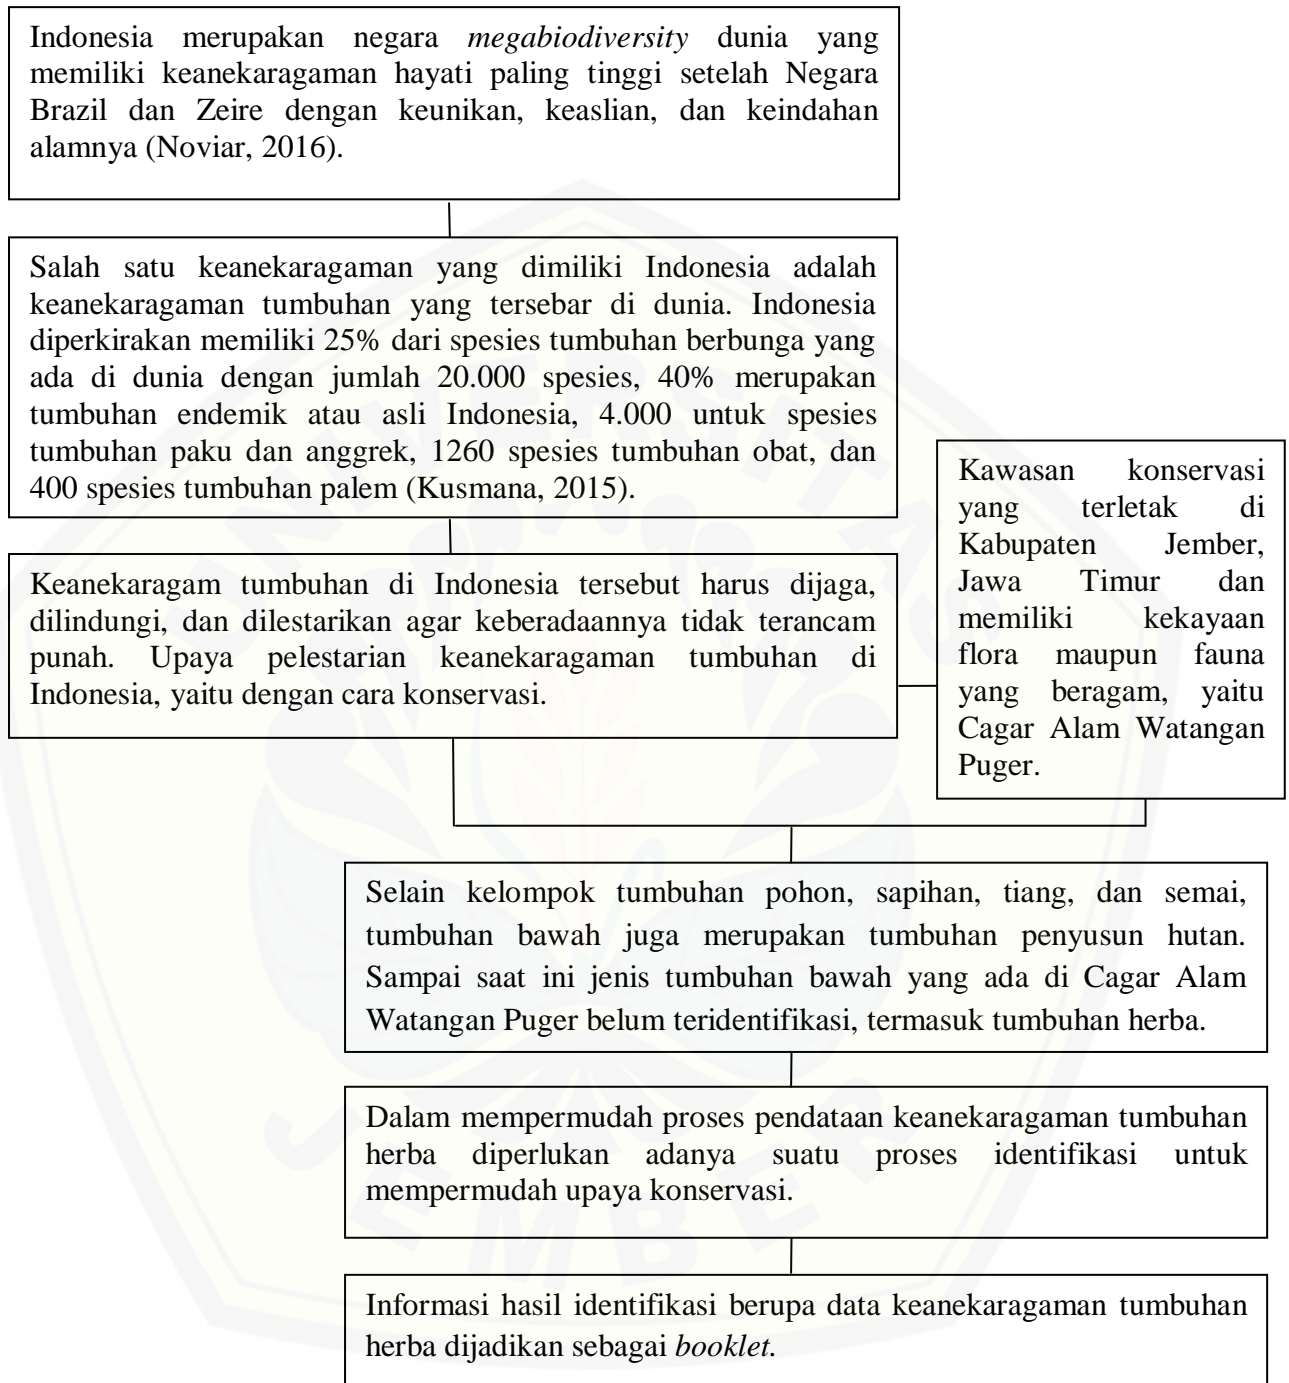 Indonesia merupakan negara megabiodiversity dunia yang
memiliki keanekaragaman hayati paling tinggi setelah Negara
Brazil dan Zeire dengan keunikan, keaslian, dan keindahan
alamnya (Noviar, 2016).
Salah satu keanekaragaman yang dimiliki Indonesia adalah
keanekaragaman tumbuhan yang tersebar di dunia. Indonesia
diperkirakan memiliki 25% dari spesies tumbuhan berbunga yang
ada di dunia dengan jumlah 20.000 spesies, 40% merupakan
tumbuhan endemik atau asli Indonesia, 4.000 untuk spesies
tumbuhan paku dan anggrek, 1260 spesies tumbuhan obat, dan
400 spesies tumbuhan palem (Kusmana, 2015).
Keanekaragam tumbuhan di Indonesia tersebut harus dijaga,
dilindungi, dan dilestarikan agar keberadaannya tidak terancam
punah. Upaya pelestarian keanekaragaman tumbuhan di
Indonesia, yaitu dengan cara konservasi.
Kawasan konservasi
yang terletak di
Kabupaten Jember,
Jawa Timur dan
memiliki kekayaan
flora maupun fauna
yang beragam, yaitu
Cagar Alam Watangan
Puger.
Selain kelompok tumbuhan pohon, sapihan, tiang, dan semai,
tumbuhan bawah juga merupakan tumbuhan penyusun hutan.
Sampai saat ini jenis tumbuhan bawah yang ada di Cagar Alam
Watangan Puger belum teridentifikasi, termasuk tumbuhan herba.
Dalam mempermudah proses pendataan keanekaragaman tumbuhan
herba diperlukan adanya suatu proses identifikasi untuk
mempermudah upaya konservasi.
Informasi hasil identifikasi berupa data keanekaragaman tumbuhan
herba dijadikan sebagai booklet.
UNIVERSITAS
JEMBER